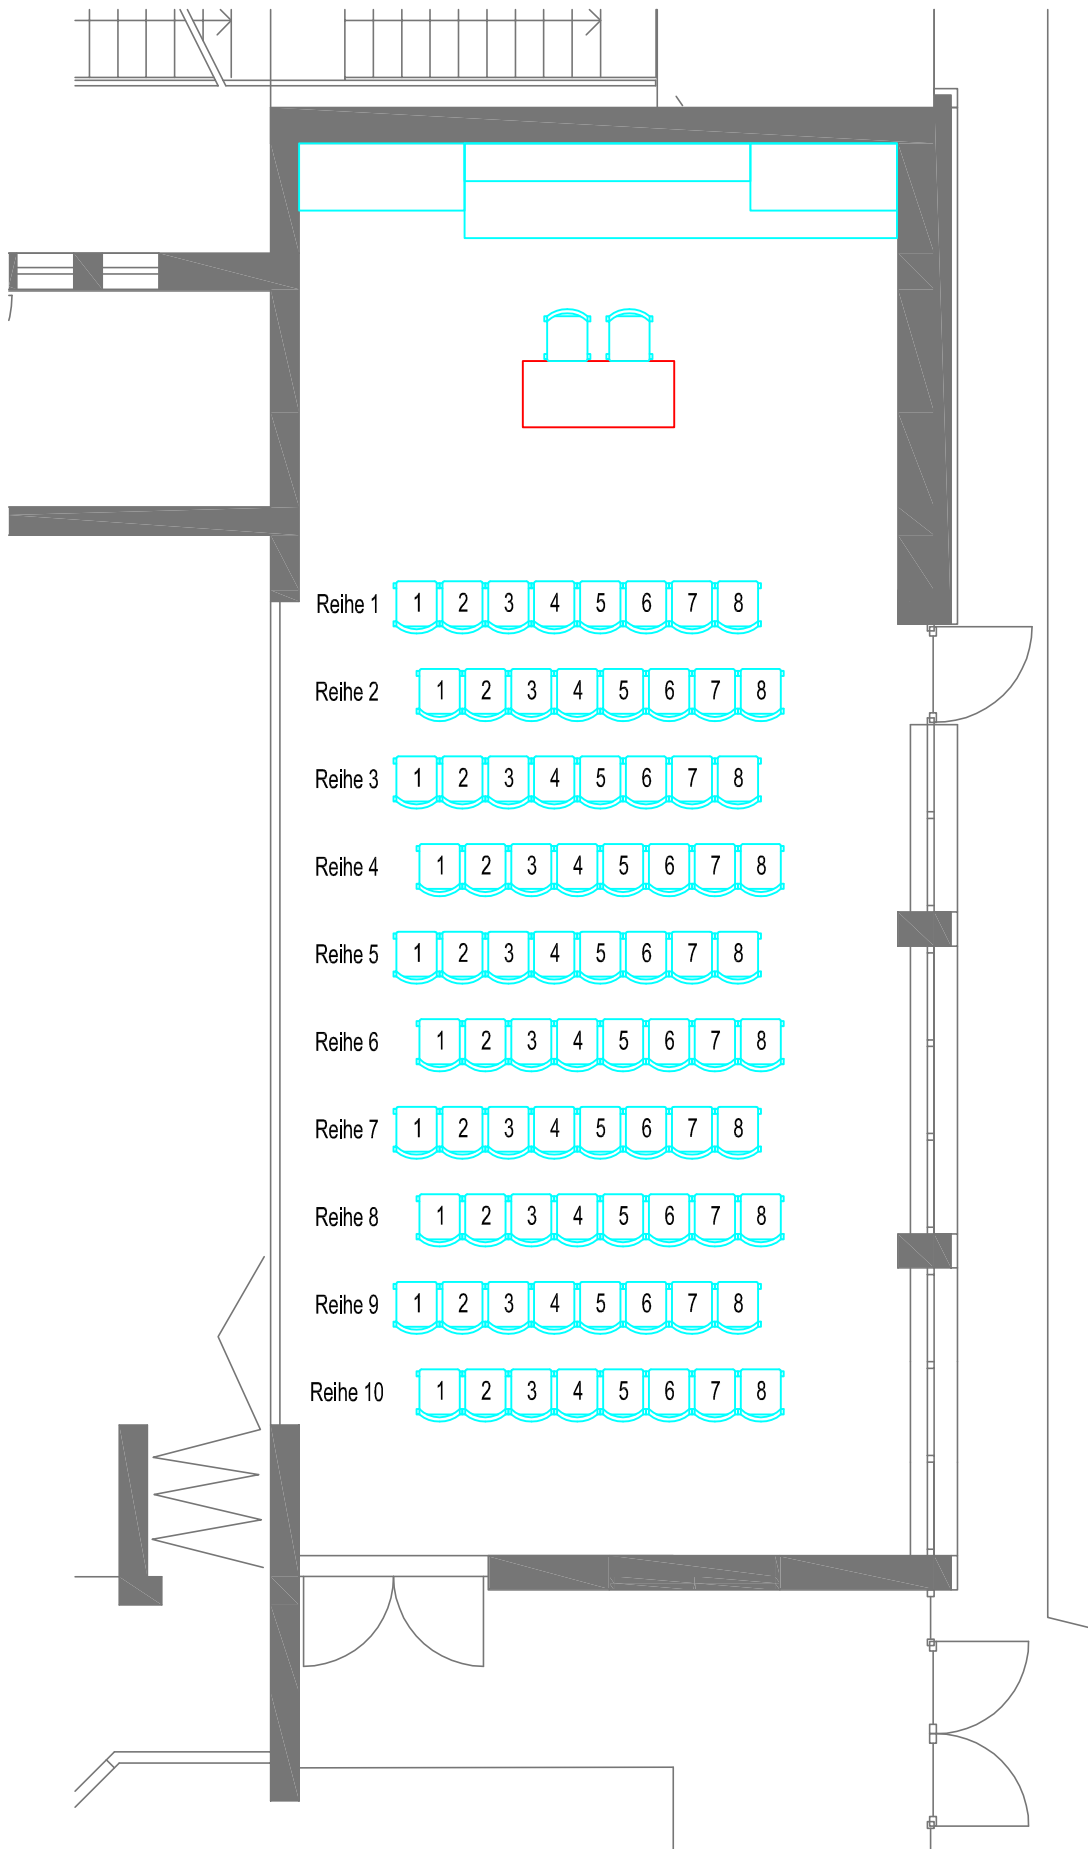 Reihe 1 1 2 3 4 5 6 7 8
Reihe 2 1 2 3 4 5 6 7 8
Reihe 3 1 2 3 4 5 6 7 8
Reihe 4 1 2 3 4 5 6 7 8
Reihe 5 1 2 3 4 5 6 7 8
Reihe 6 1 2 3 4 5 6 7 8
Reihe 7 1 2 3 4 5 6 7 8
Reihe 8 1 2 3 4 5 6 7 8
Reihe 9 1 2 3 4 5 6 7 8
Reihe 10 1 2 3 4 5 6 7 8